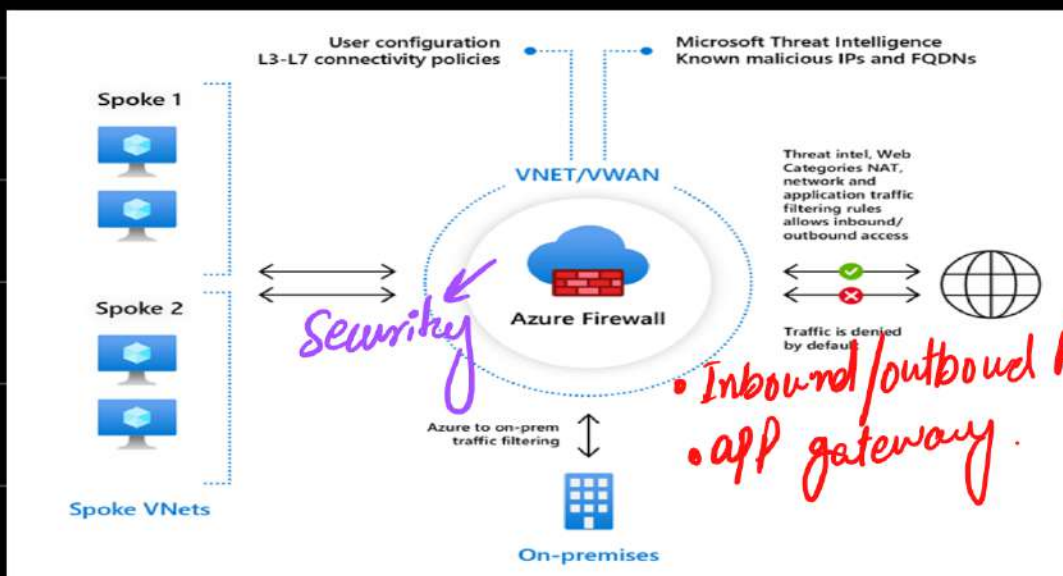 User configuration
L3-L7 connectivity policies
Microsoft Threat Intelligence
Known malicious IPs and FQDNs
Spoke 1
VNET/VWAN
Threat intel, Web
Categories NAT,
network and
application traffic
filtering rules
allows inbound/
outbound access
Spoke 2
Security
Azure Firewall
Traffic is denied
by default
• Inbound/outboud
• app gateway.
Azure to on-prem
traffic filtering
Spoke VNets
On-premises